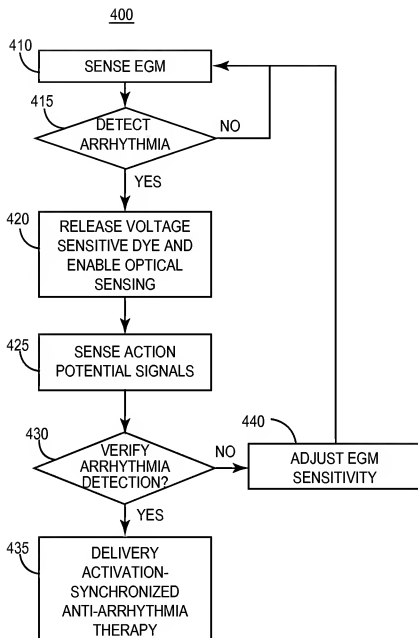 400
410
SENSE EGM
415
DETECT
ARRHYTHMIA
NO
YES
420
RELEASE VOLTAGE
SENSITIVE DYE AND
ENABLE OPTICAL
SENSING
425
SENSE ACTION
POTENTIAL SIGNALS
430
VERIFY
ARRHYTHMIA
DETECTION?
NO
440
ADJUST EGM
SENSITIVITY
YES
435
DELIVERY
ACTIVATION-
SYNCHRONIZED
ANTI-ARRHYTHMIA
THERAPY